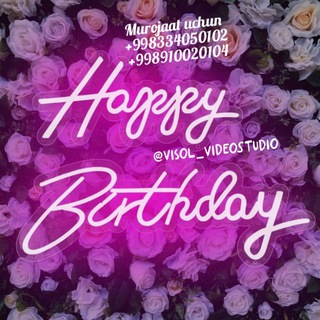 Murojaat uchun
+998334050102
+998910020104
Happy
@VISOL_VIDEOSTUDIO
Birthday